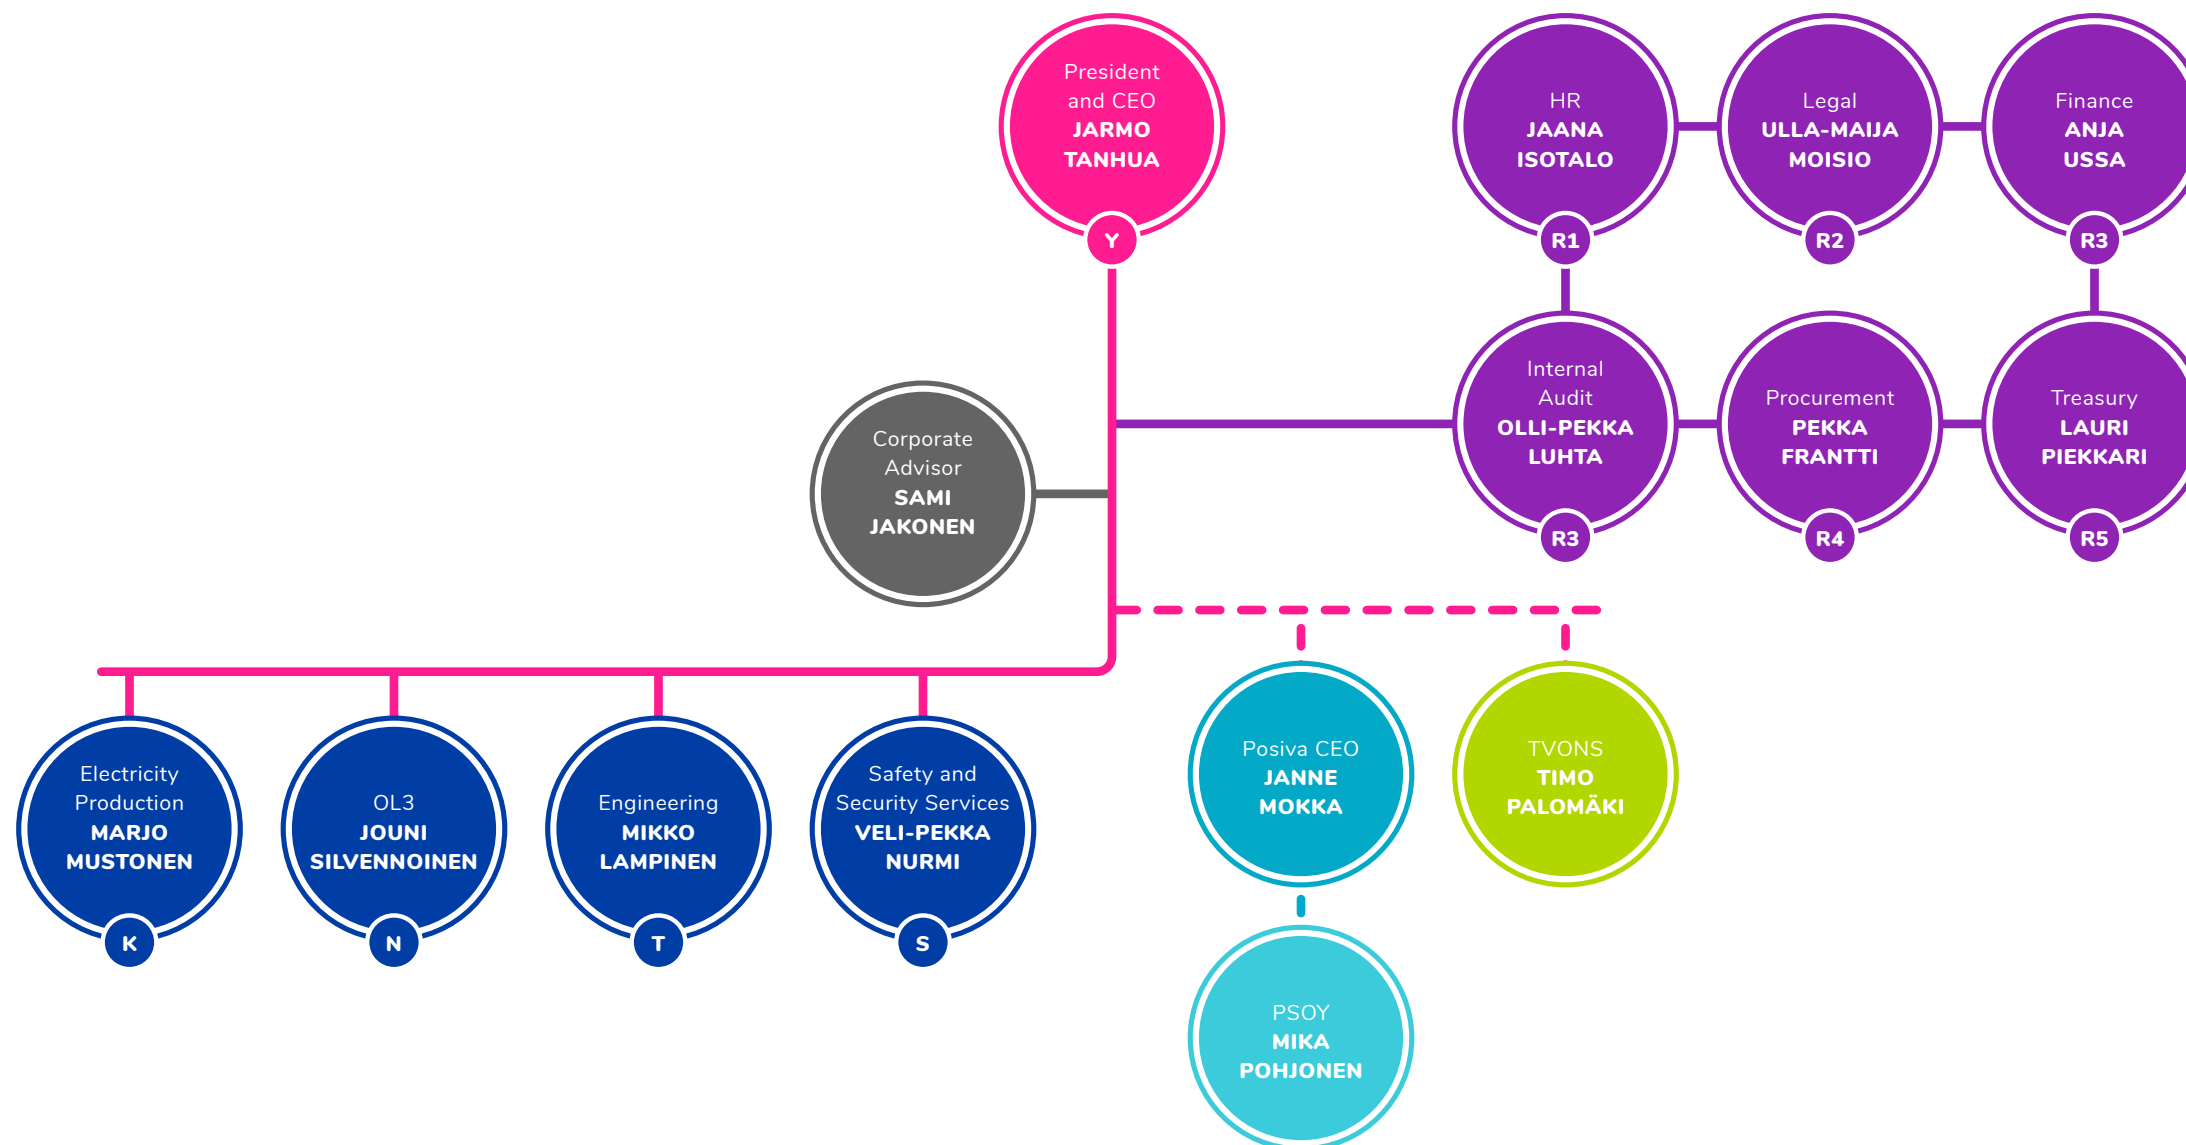 President
and CEO
JARMO
TANHUA
Y
HR
JAANA
ISOTALO
R1
Legal
ULLA-MAIJA
MOISIO
R2
Finance
ANJA
USSA
R3
Internal
Audit
OLLI-PEKKA
LUHTA
R3
Procurement
PEKKA
FRANTTI
R4
Treasury
LAURI
PIEKKARI
R5
Corporate
Advisor
SAMI
JAKONEN
Electricity
Production
MARJO
MUSTONEN
K
OL3
JOUNI
SILVENNOINEN
N
Engineering
MIKKO
LAMPINEN
T
Safety and
Security Services
VELI-PEKKA
NURMI
S
Posiva CEO
JANNE
MOKKA
TVONS
TIMO
PALOMÄKI
PSOY
MIKA
POHJONEN